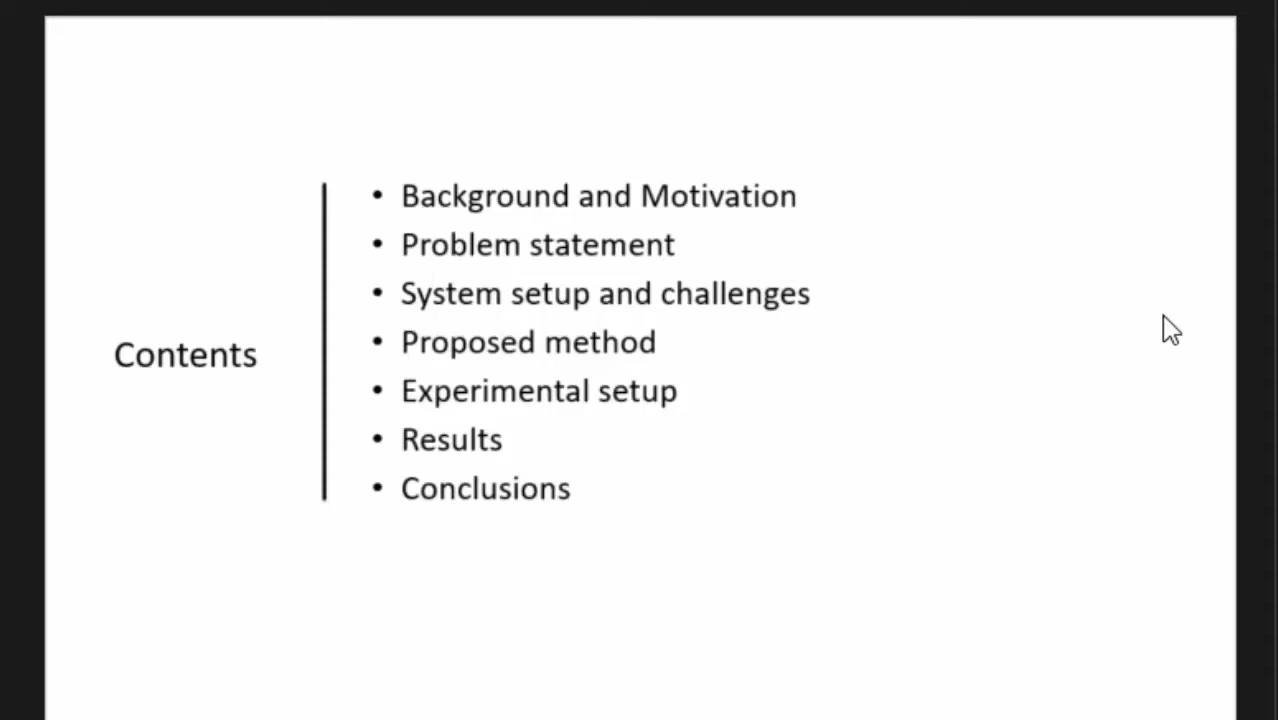 Contents
• Background and Motivation
• Problem statement
• System setup and challenges
• Proposed method
• Experimental setup
• Results
• Conclusions